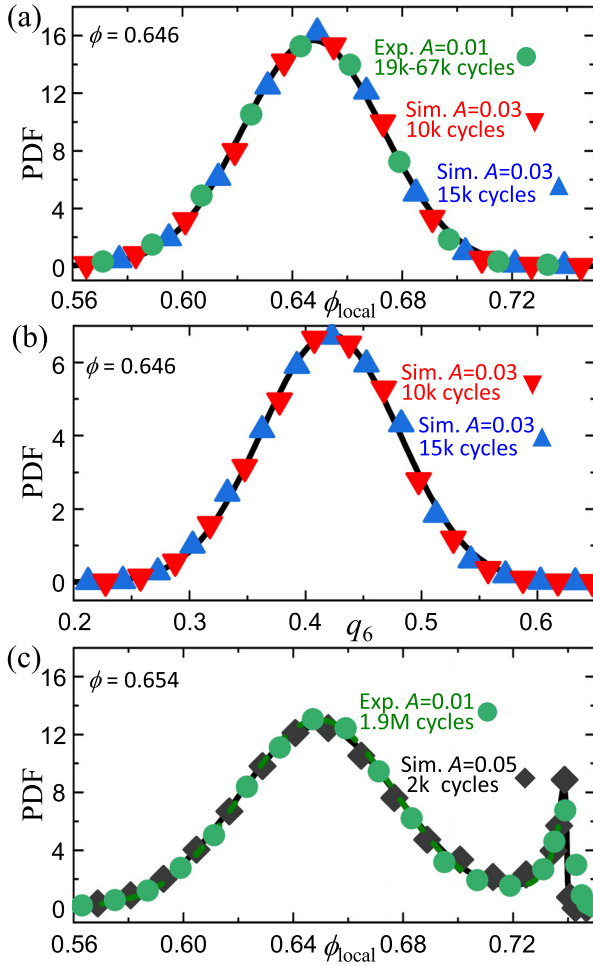 (a)
ϕ = 0.646
Exp. A=0.01
19k-67k cycles
Sim. A=0.03
10k cycles
Sim. A=0.03
15k cycles
PDF
16
12
8
4
0
0.56 0.60 0.64 0.68 0.72
ϕlocal
(b)
ϕ = 0.646
Sim. A=0.03
10k cycles
Sim. A=0.03
15k cycles
PDF
6
4
2
0
0.2 0.3 0.4 0.5 0.6
q6
(c)
ϕ = 0.654
Exp. A=0.01
1.9M cycles
Sim. A=0.05
2k cycles
PDF
16
12
8
4
0
0.56 0.60 0.64 0.68 0.72
ϕlocal